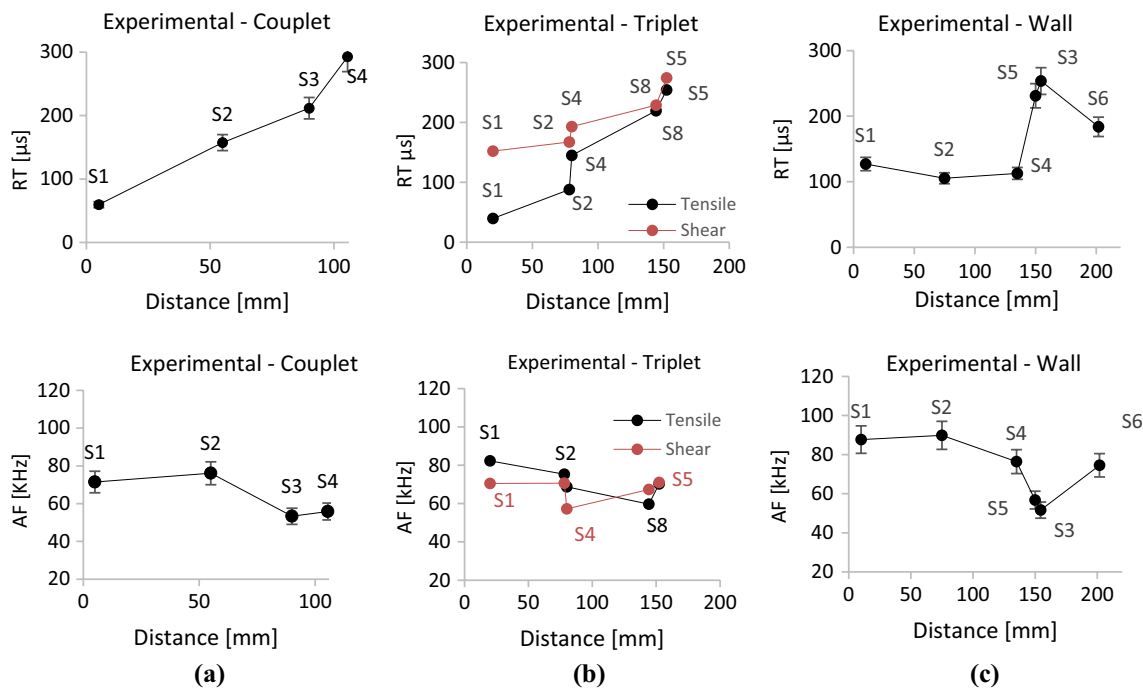 Experimental - Couplet
300
200
100
0
RT [µs]
S1
S2
S3
S4
0
50
100
Distance [mm]
Experimental - Triplet
300
200
100
0
RT µs]
S1
S2
S4
S8
S5
S1
S2
S4
S8
S5
Tensile
Shear
0
50
100
150
200
Distance [mm]
Experimental - Wall
300
200
100
0
RT [µs]
S1
S2
S4
S5
S3
S6
0
50
100
150
200
Distance [mm]
Experimental - Couplet
120
100
80
60
40
20
AF [KHz]
S1
S2
S3
S4
0
50
100
Distance [mm]
(a)
Experimental - Triplet
120
100
80
60
40
20
AF [kHz]
S1
S2
S8
S1
S4
S5
Tensile
Shear
0
50
100
150
200
Distance [mm]
(b)
Experimental - Wall
120
100
80
60
40
20
AF [kHz]
S1
S2
S4
S5
S3
S6
0
50
100
150
200
Distance [mm]
(c)